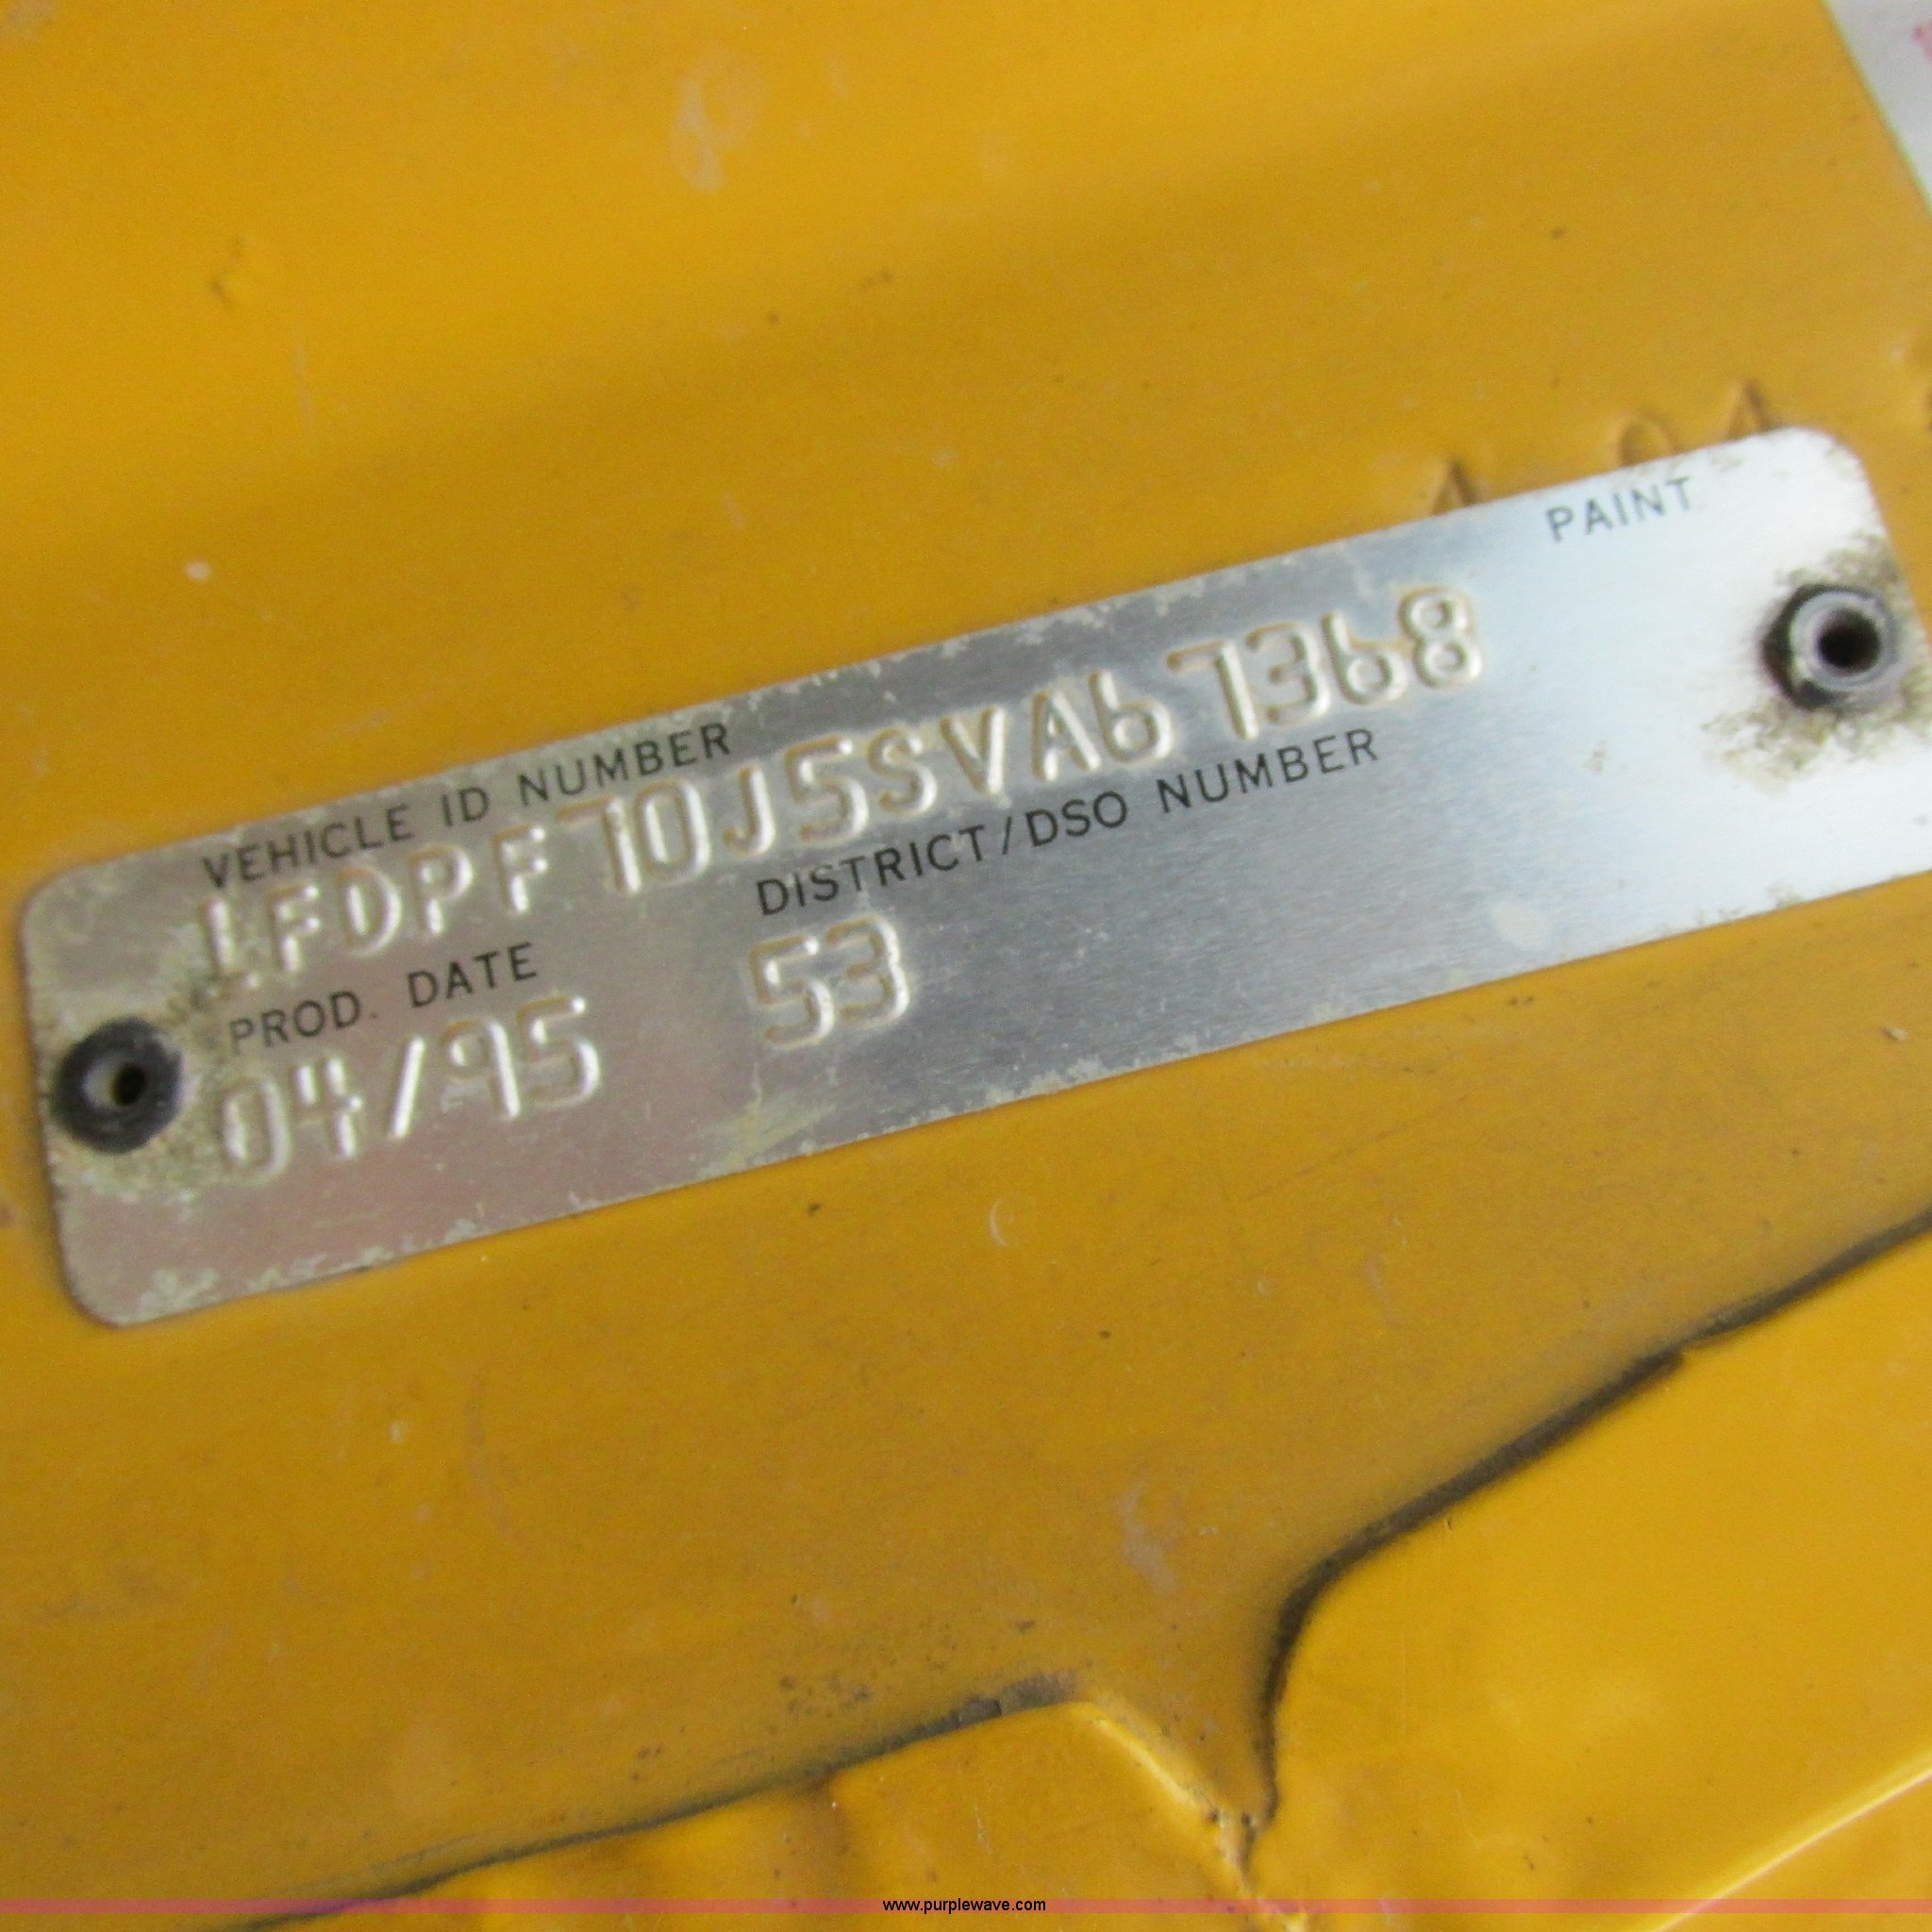 PAINT
VEHICLE ID NUMBER
1FDPF70J5SVA67368
PROD. DATE
DISTRICT/DSO NUMBER
04/95 53
www.purplewave.com